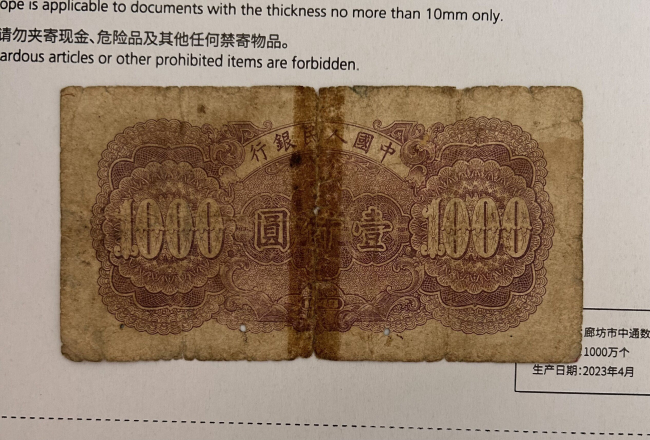 ope is applicable to documents with the thickness no more than 10mm only.
请勿夹寄现金、危险品及其他任何禁寄物品。
ardous articles or other prohibited items are forbidden.
中國人民銀行
1000
壹仟圓
1000
廊坊市中通数
:1000万个
生产日期:2023年4月